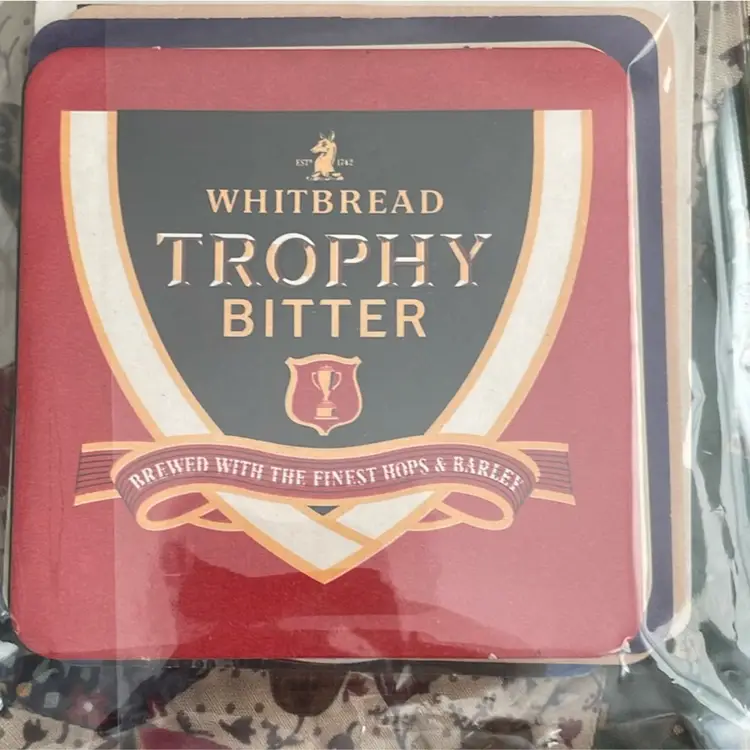 ESTD 1742
WHITBREAD
TROPHY
BITTER
BREWED WITH THE FINEST HOPS & BARLEY